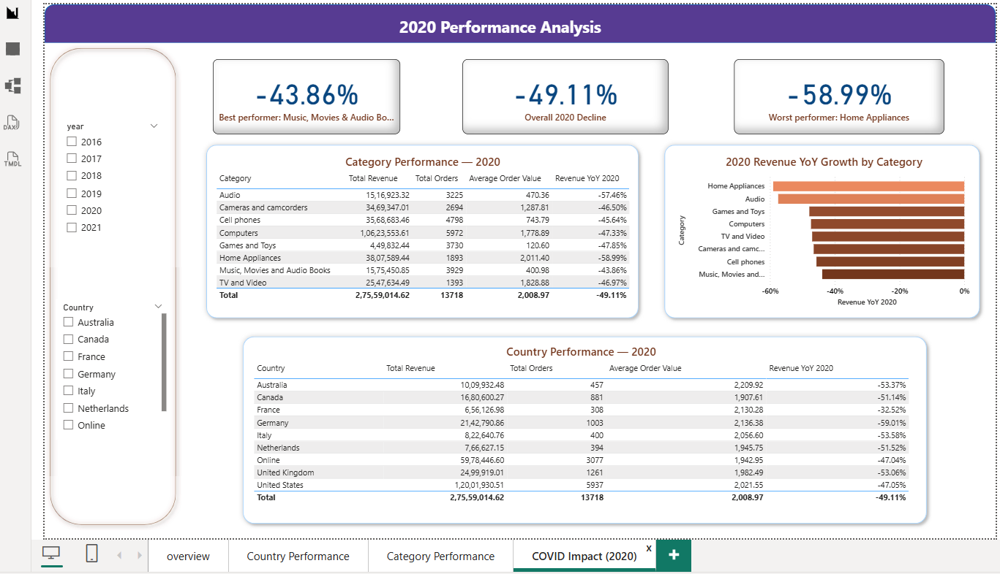 2020 Performance Analysis
DAX
TMDL
year
2016
2017
2018
2019
2020
2021
Country
Australia
Canada
France
Germany
Italy
Netherlands
Online
-43.86%
Best performer: Music, Movies & Audio Bo...
-49.11%
Overall 2020 Decline
-58.99%
Worst performer: Home Appliances
Category Performance — 2020
Category Total Revenue Total Orders Average Order Value Revenue YoY 2020
Audio 15,16,923.32 3225 470.36 -57.46%
Cameras and camcorders 34,69,347.01 2694 1,287.81 -46.50%
Cell phones 35,68,683.46 4798 743.79 -45.64%
Computers 1,06,23,553.61 5972 1,778.89 -47.33%
Games and Toys 4,49,832.44 3730 120.60 -47.85%
Home Appliances 38,07,589.44 1893 2,011.40 -58.99%
Music, Movies and Audio Books 15,75,450.85 3929 400.98 -43.86%
TV and Video 25,47,634.49 1393 1,828.88 -46.97%
Total 2,75,59,014.62 13718 2,008.97 -49.11%
2020 Revenue YoY Growth by Category
Category
Home Appliances
Audio
Games and Toys
Computers
TV and Video
Cameras and camc...
Cell phones
Music, Movies and...
-60% -40% -20% 0%
Revenue YoY 2020
Country Performance — 2020
Country Total Revenue Total Orders Average Order Value Revenue YoY 2020
Australia 10,09,932.48 457 2,209.92 -53.37%
Canada 16,80,600.27 881 1,907.61 -51.14%
France 6,56,126.98 308 2,130.28 -32.52%
Germany 21,42,790.86 1003 2,136.38 -59.01%
Italy 8,22,640.76 400 2,056.60 -53.58%
Netherlands 7,66,627.15 394 1,945.75 -51.52%
Online 59,78,446.60 3077 1,942.95 -47.04%
United Kingdom 24,99,919.01 1261 1,982.49 -53.06%
United States 1,20,01,930.51 5937 2,021.55 -47.05%
Total 2,75,59,014.62 13718 2,008.97 -49.11%
overview Country Performance Category Performance COVID Impact (2020) x +